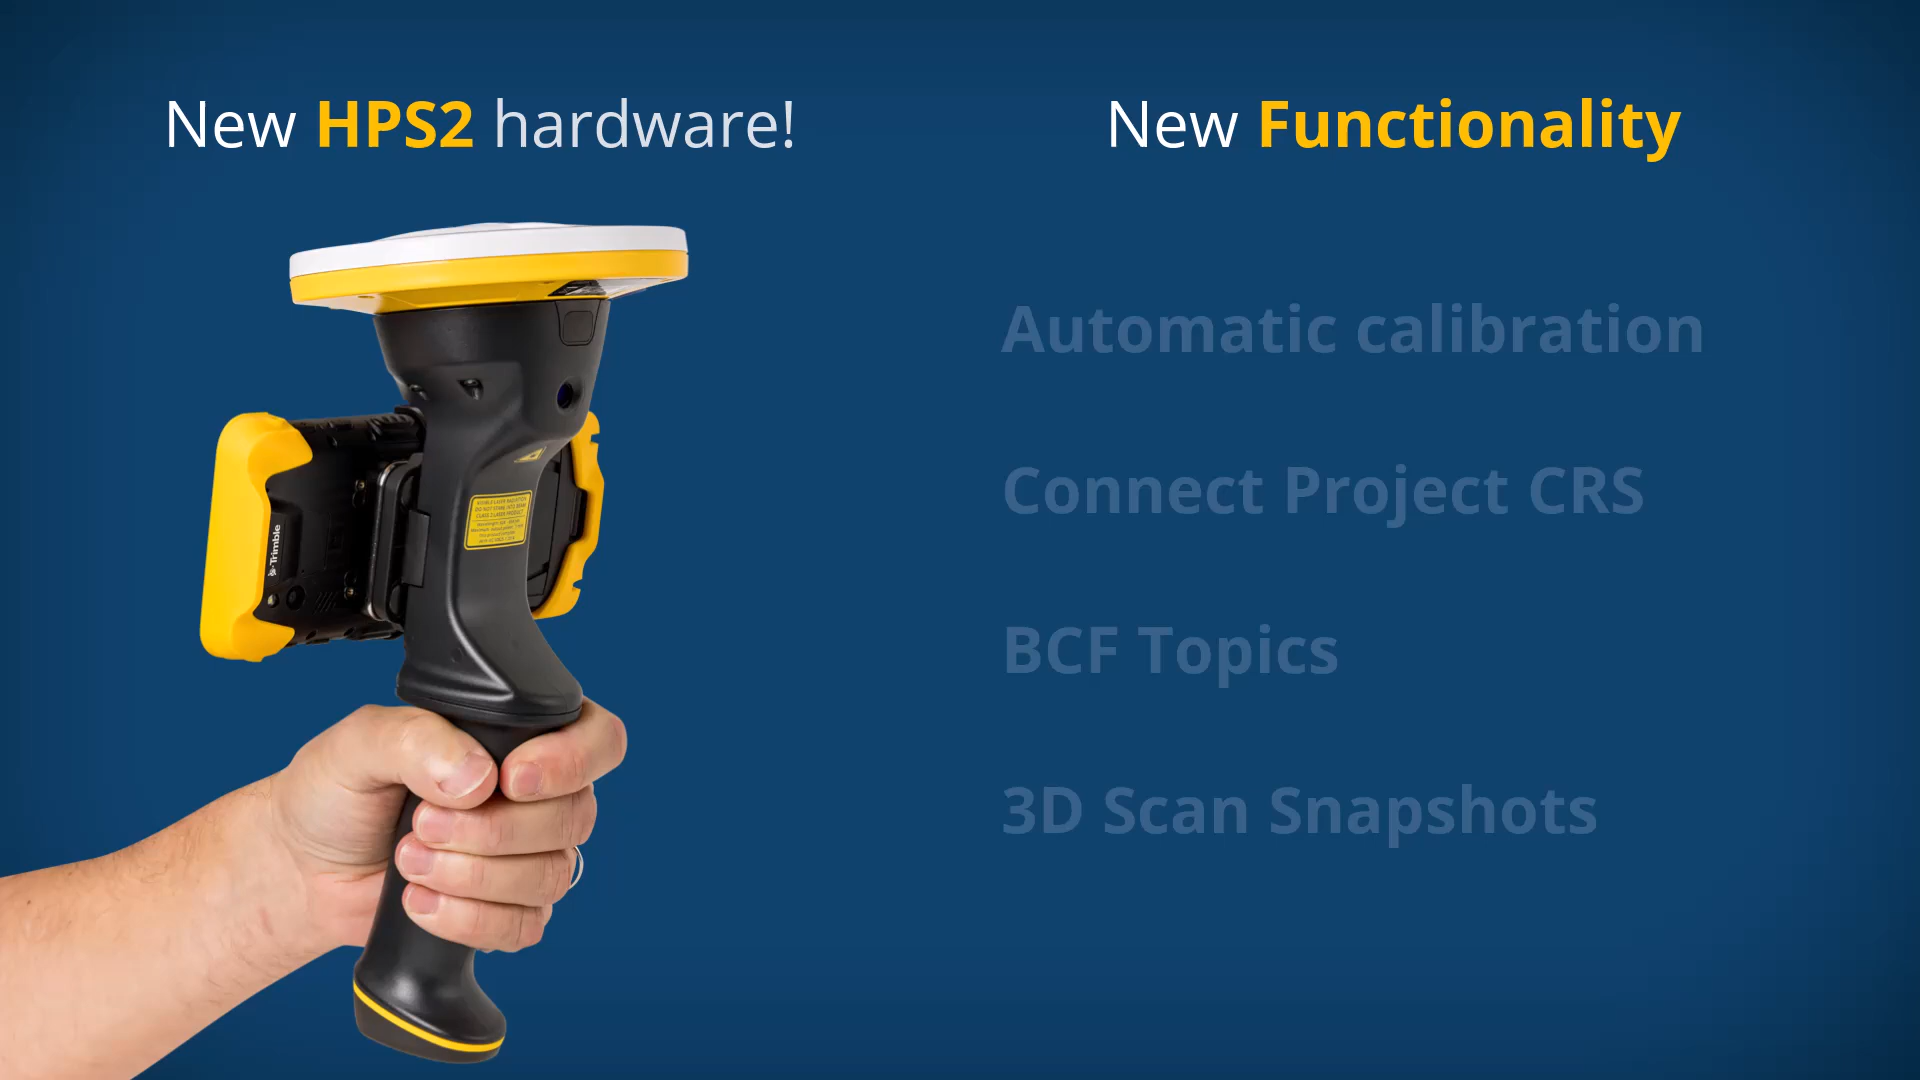 New HPS2 hardware!
New Functionality
Automatic calibration
Connect Project CRS
BCF Topics
3D Scan Snapshots
Trimble